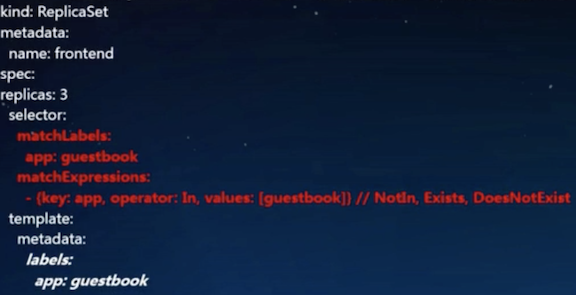 kind: ReplicaSet
metadata:
name: frontend
spec:
replicas: 3
selector:
matchLabels:
app: guestbook
matchExpressions:
- {key: app, operator: In, values: [guestbook]} // NotIn, Exists, DoesNotExist
template:
metadata:
labels:
app: guestbook